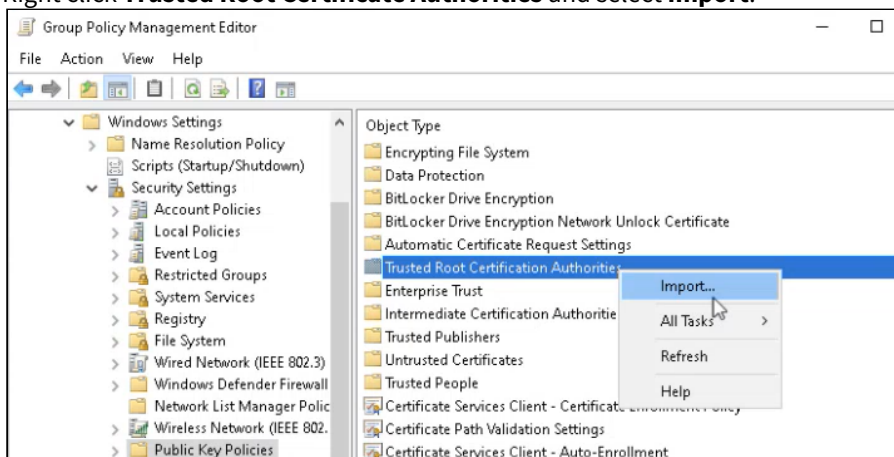 Right click Trusted Root Certificate Authorities and select Import.
Group Policy Management Editor
File Action View Help
Windows Settings
Name Resolution Policy
Scripts (Startup/Shutdown)
Security Settings
Account Policies
Local Policies
Event Log
Restricted Groups
System Services
Registry
File System
Wired Network (IEEE 802.3)
Windows Defender Firewall
Network List Manager Polic
Wireless Network (IEEE 802.
Public Key Policies
Object Type
Encrypting File System
Data Protection
BitLocker Drive Encryption
BitLocker Drive Encryption Network Unlock Certificate
Automatic Certificate Request Settings
Trusted Root Certification Authorities
Enterprise Trust
Intermediate Certification Authoritie
Trusted Publishers
Untrusted Certificates
Trusted People
Certificate Services Client - Certificate Enrollment Policy
Certificate Path Validation Settings
Certificate Services Client - Auto-Enrollment
Import...
All Tasks
Refresh
Help